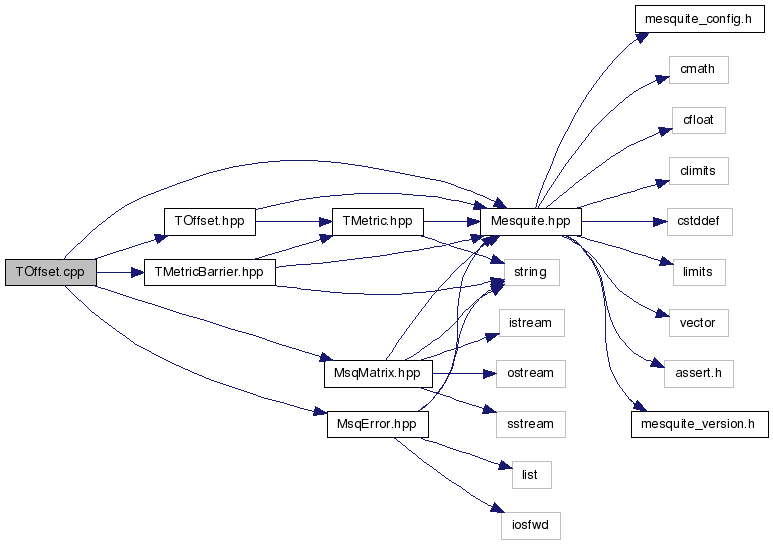 mesquite_config.h
cmath
cfloat
climits
TOffset.hpp
TMetric.hpp
Mesquite.hpp
cstddef
TOffset.cpp
TMetricBarrier.hpp
string
limits
istream
vector
MsqMatrix.hpp
ostream
assert.h
MsqError.hpp
sstream
mesquite_version.h
list
iosfwd